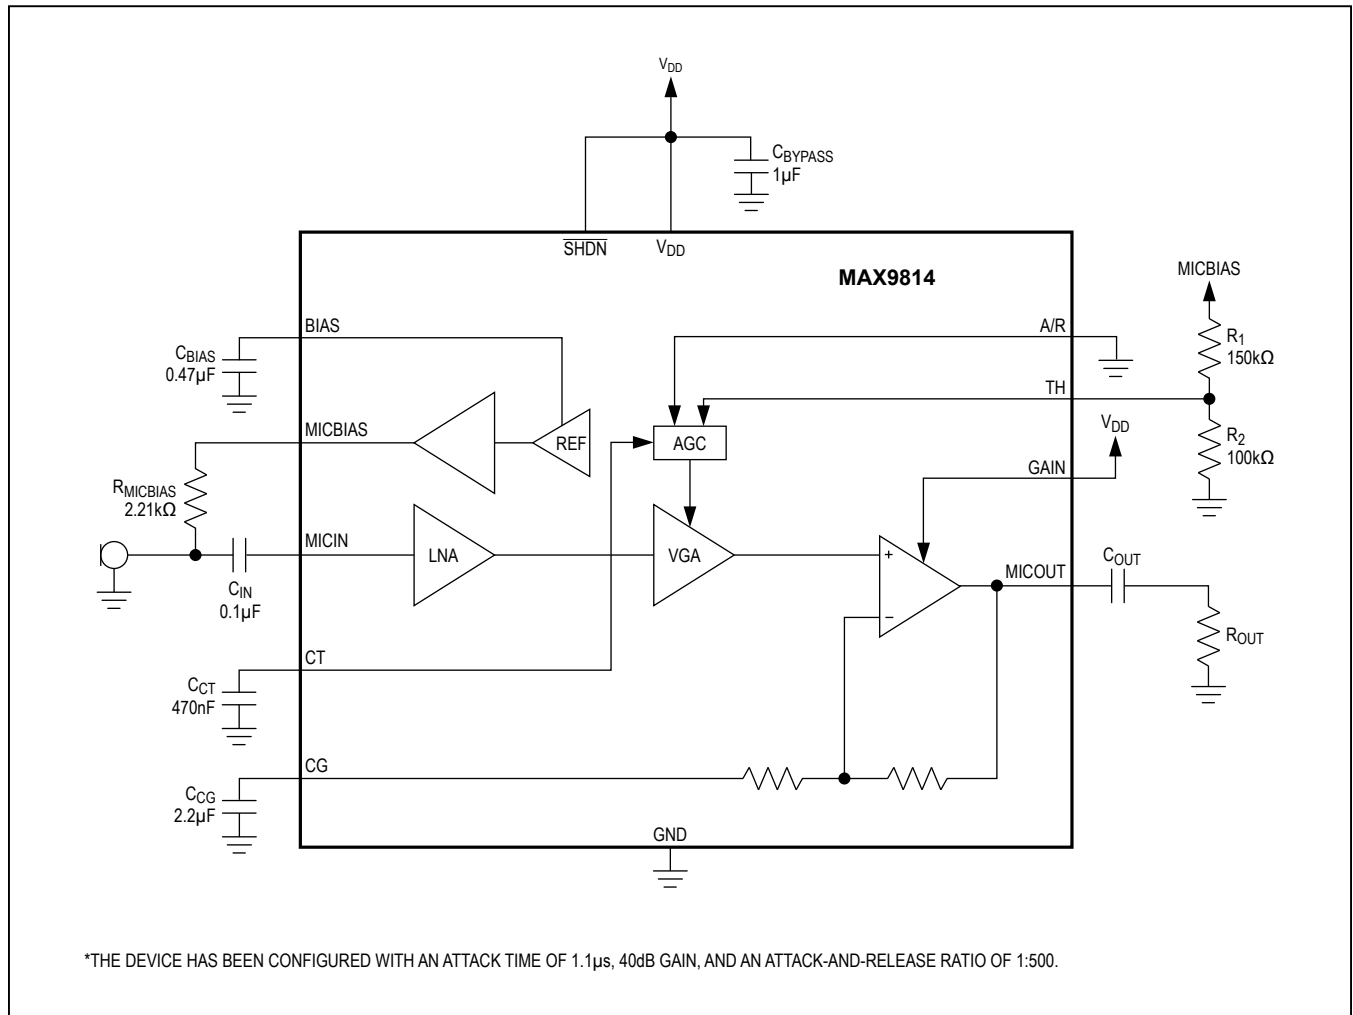 VDD
CBYPASS
1µF
SHDN
VDD
MAX9814
MICBIAS
BIAS
A/R
R1
150kΩ
CBIAS
0.47µF
TH
MICBIAS
REF
AGC
VDD
R2
100kΩ
GAIN
RMICBIAS
2.21kΩ
MICIN
LNA
VGA
+
MICOUT
COUT
CIN
0.1µF
−
ROUT
CT
CCT
470nF
CG
CCG
2.2µF
GND
*THE DEVICE HAS BEEN CONFIGURED WITH AN ATTACK TIME OF 1.1µs, 40dB GAIN, AND AN ATTACK-AND-RELEASE RATIO OF 1:500.